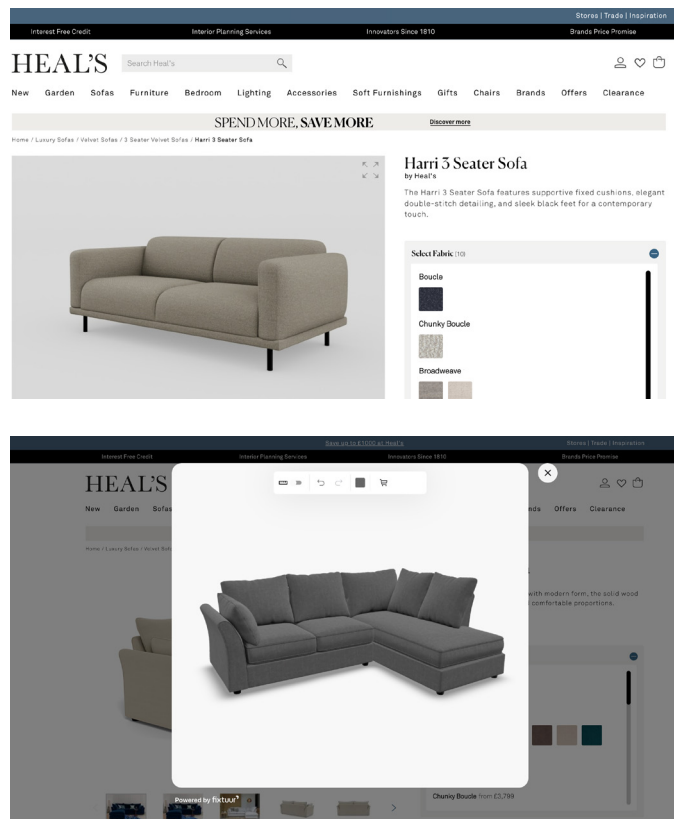 Stores | Trade | Inspiration
Interest Free Credit Interior Planning Services Innovators Since 1810 Brands Price Promise
HEAL'S Search Heal's
New Garden Sofas Furniture Bedroom Lighting Accessories Soft Furnishings Gifts Chairs Brands Offers Clearance
SPEND MORE, SAVE MORE Discover more
Home / Luxury Sofas / Velvet Sofas / 3 Seater Velvet Sofas / Harri 3 Seater Sofa
Harri 3 Seater Sofa
by Heal's
The Harri 3 Seater Sofa features supportive fixed cushions, elegant
double-stitch detailing, and sleek black feet for a contemporary
touch.
Select Fabric (10)
Boucle
Chunky Boucle
Broadweave
Save up to £1000 at Heal's Stores | Trade | Inspiration
Interest Free Credit Interior Planning Services Innovators Since 1810 Brands Price Promise
HEAL'S
New Garden Sofas nds Offers Clearance
Home / Luxury Sofas / Velvet Sof
with modern form, the solid wood
comfortable proportions.
Chunky Boucle from £3,799
Powered by fixtuur